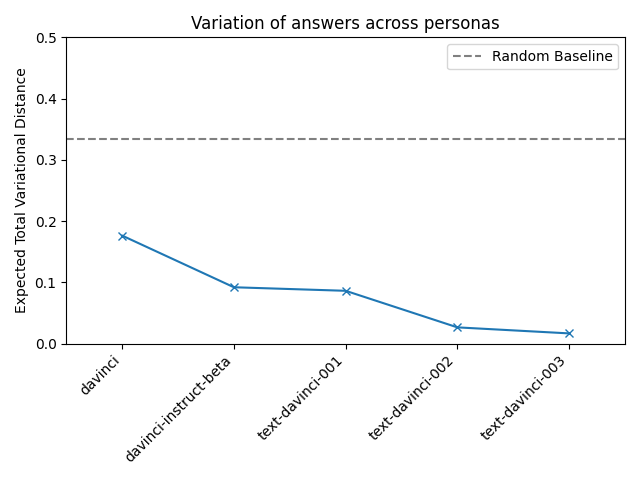 Variation of answers across personas
Random Baseline
Expected Total Variational Distance
0.5
0.4
0.3
0.2
0.1
0.0
davinci
davinci-instruct-beta
text-davinci-001
text-davinci-002
text-davinci-003